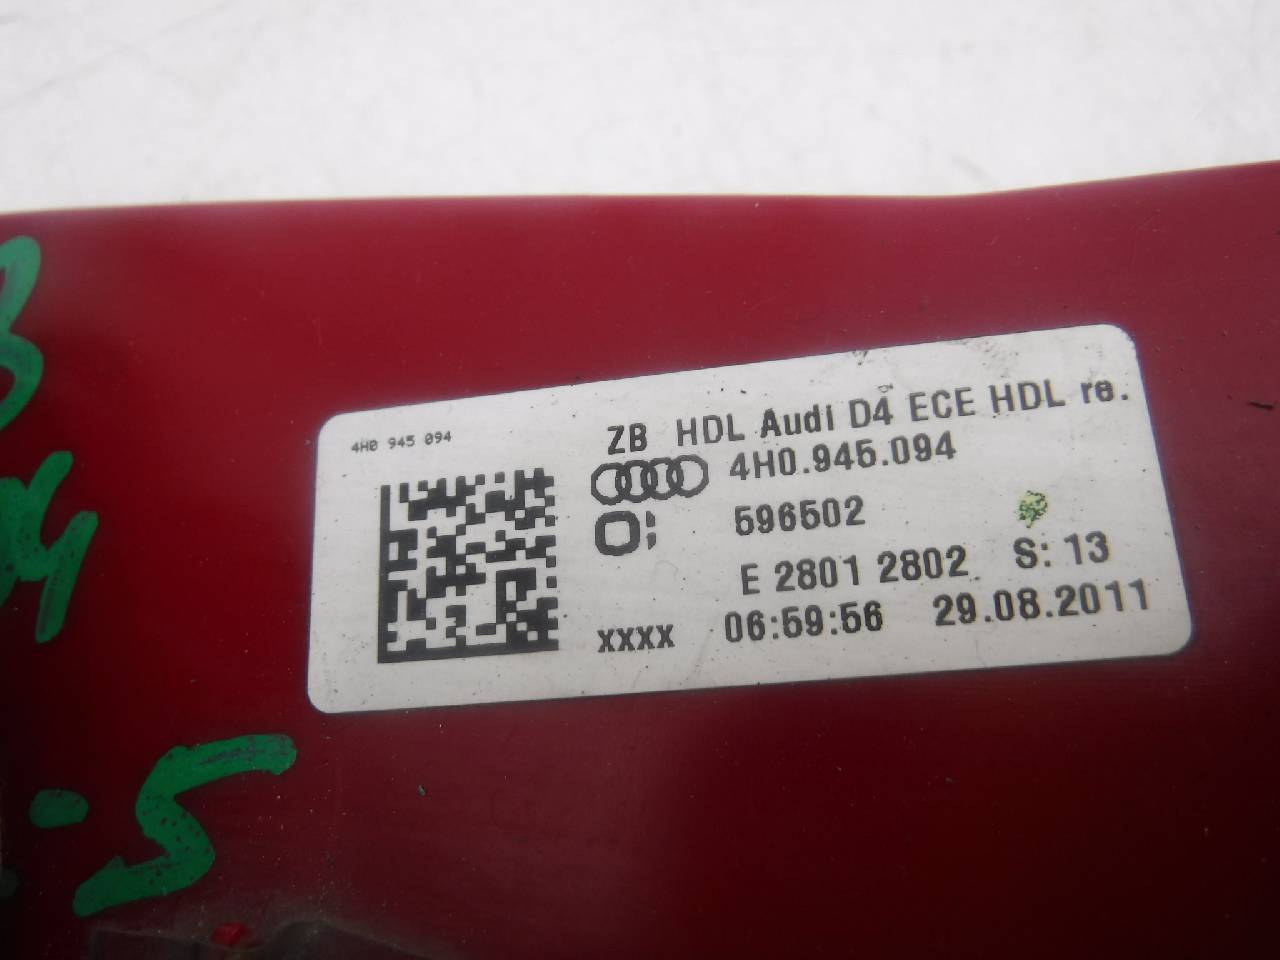 4H0 945 094
ZB HDL Audi D4 ECE HDL re.
4H0.945.094
596502
E 2801 2802 S: 13
xxxx 06:59:56 29.08.2011
-5